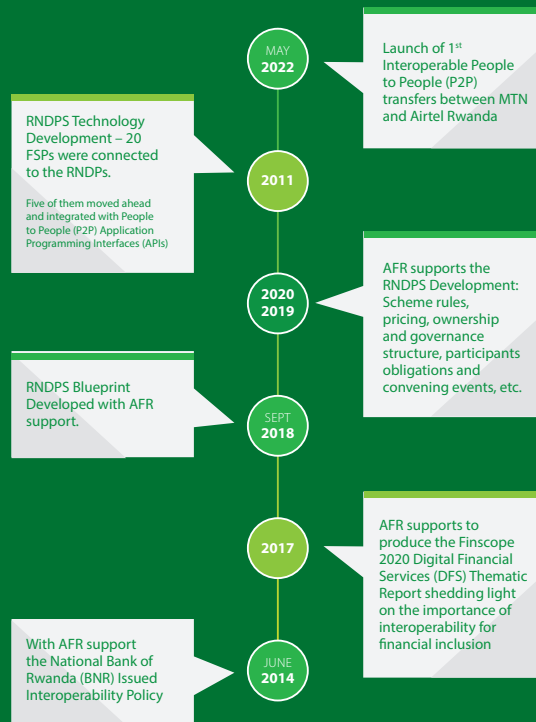 MAY
2022
Launch of 1st
Interoperable People
to People (P2P)
transfers between MTN
and Airtel Rwanda
RNDPS Technology
Development – 20
FSPs were connected
to the RNDPs.
Five of them moved ahead
and integrated with People
to People (P2P) Application
Programming Interfaces (APIs)
2011
2020
2019
AFR supports the
RNDPS Development:
Scheme rules,
pricing, ownership
and governance
structure, participants
obligations and
convening events, etc.
RNDPS Blueprint
Developed with AFR
support.
SEPT
2018
2017
AFR supports to
produce the Finscope
2020 Digital Financial
Services (DFS) Thematic
Report shedding light
on the importance of
interoperability for
financial inclusion
With AFR support
the National Bank of
Rwanda (BNR) Issued
Interoperability Policy
JUNE
2014